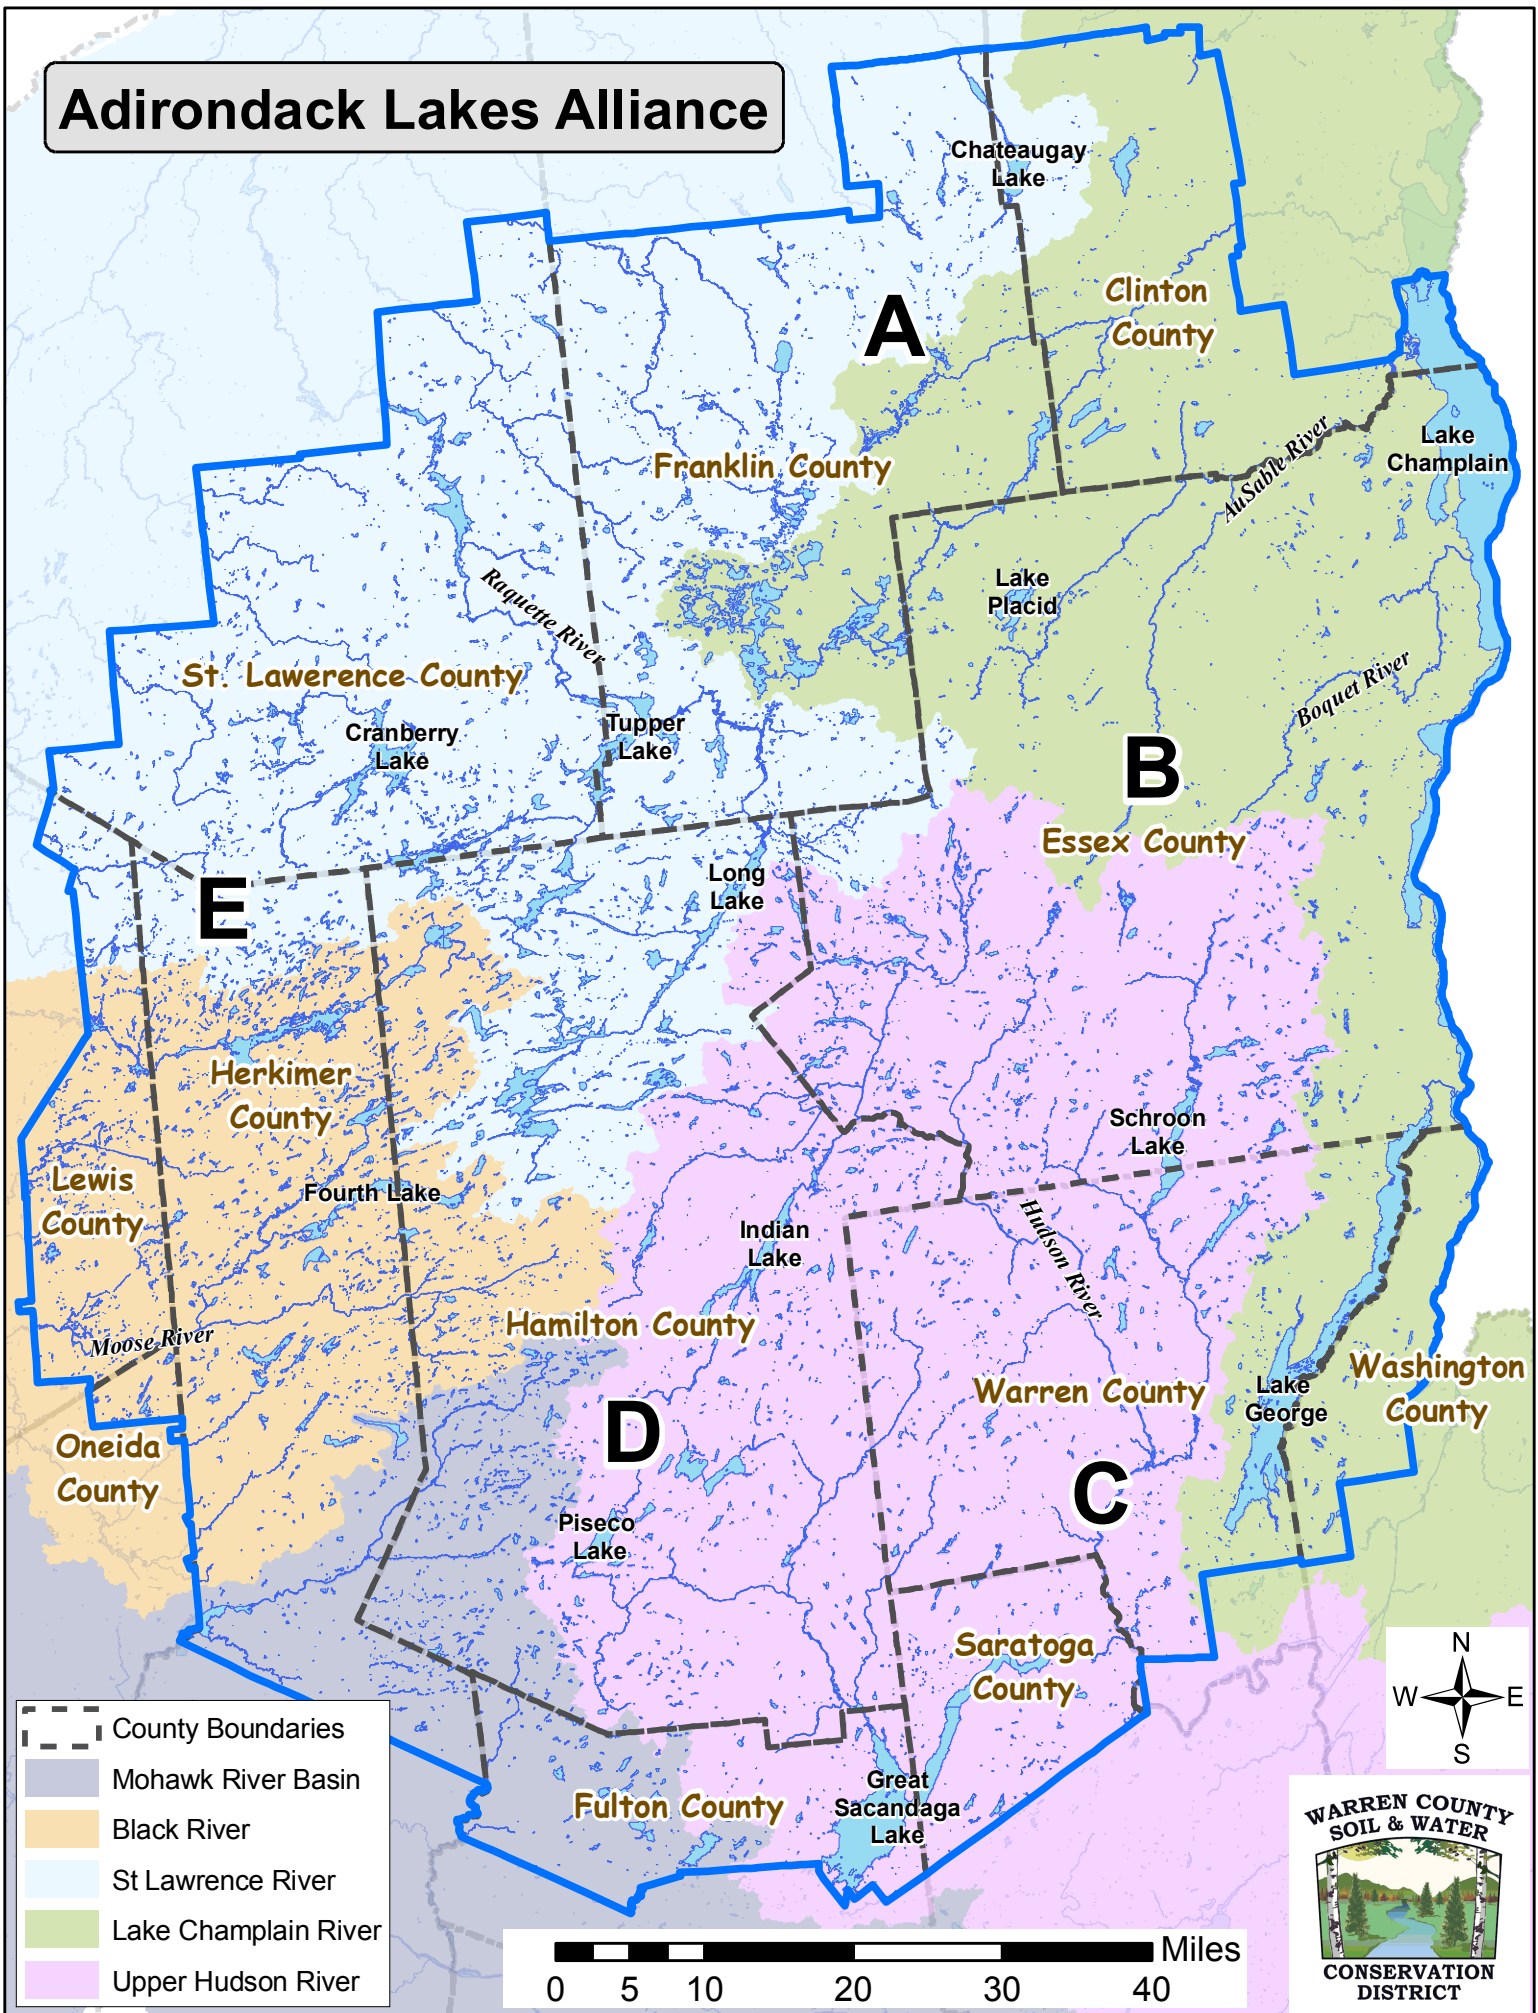 Adirondack Lakes Alliance
Chateaugay
Lake
A
Clinton
County
Lake
Champlain
AuSable River
Franklin County
Lake
Placid
Raquette River
St. Lawerence County
Boquet River
Cranberry
Lake
Tupper
Lake
B
Essex County
Long
Lake
E
Herkimer
County
Schroon
Lake
Lewis
County
Fourth Lake
Indian
Lake
Hudson River
Hamilton County
Moose River
Warren County
Lake
George
Washington
County
D
Oneida
County
C
Piseco
Lake
Saratoga
County
Great
Sacandaga
Lake
Fulton County
County Boundaries
Mohawk River Basin
Black River
St Lawrence River
Lake Champlain River
Upper Hudson River
N
W E
S
Miles
0 5 10 20 30 40
WARREN COUNTY
SOIL & WATER
CONSERVATION
DISTRICT